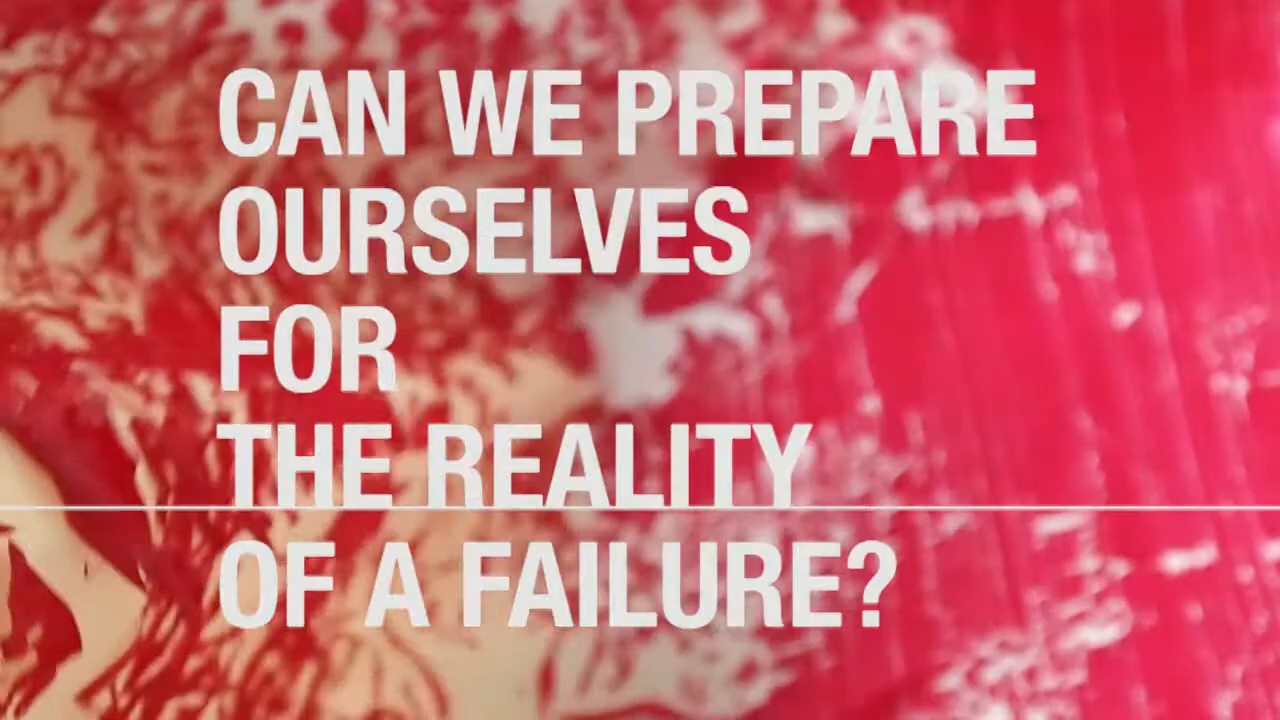 CAN WE PREPARE
OURSELVES
FOR
THE REALITY
OF A FAILURE?